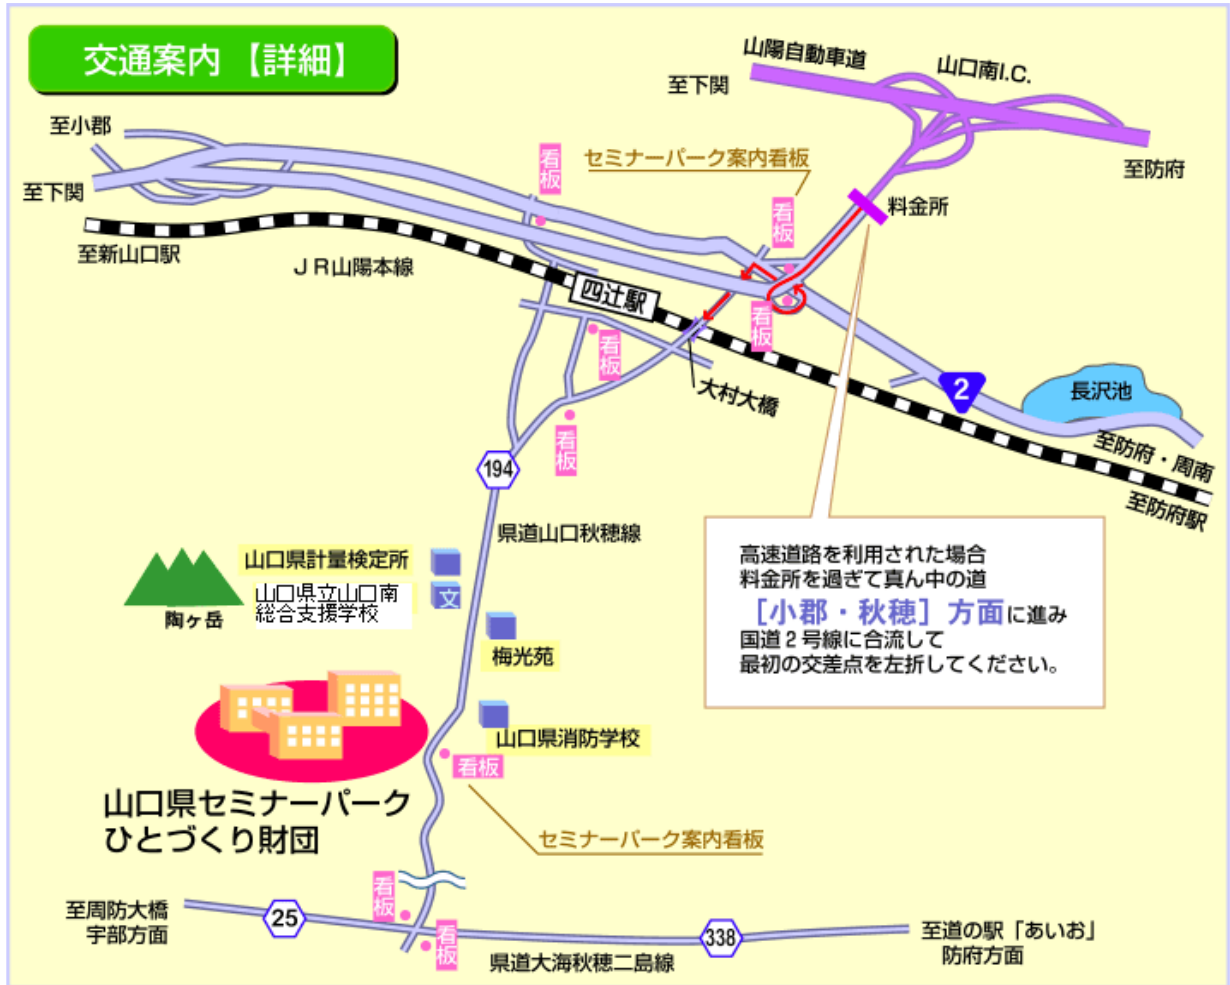 交通案内 【詳細】
山陽自動車道
山口南I.C.
至下関
至小郡
看板
セミナーパーク案内看板
至防府
至下関
看板
料金所
至新山口駅
JR山陽本線
四辻駅
看板
看板
大村大橋
2
長沢池
看板
至防府・周南
194
至防府駅
県道山口秋穂線
高速道路を利用された場合
料金所を過ぎて真ん中の道
［小郡・秋穂］方面に進み
国道2号線に合流して
最初の交差点を左折してください。
山口県計量検定所
山口県立山口南
総合支援学校
文
陶ヶ岳
梅光苑
山口県消防学校
看板
山口県セミナーパーク
ひとづくり財団
セミナーパーク案内看板
看板
至周防大橋
宇部方面
25
看板
338
至道の駅「あいお」
防府方面
県道大海秋穂二島線